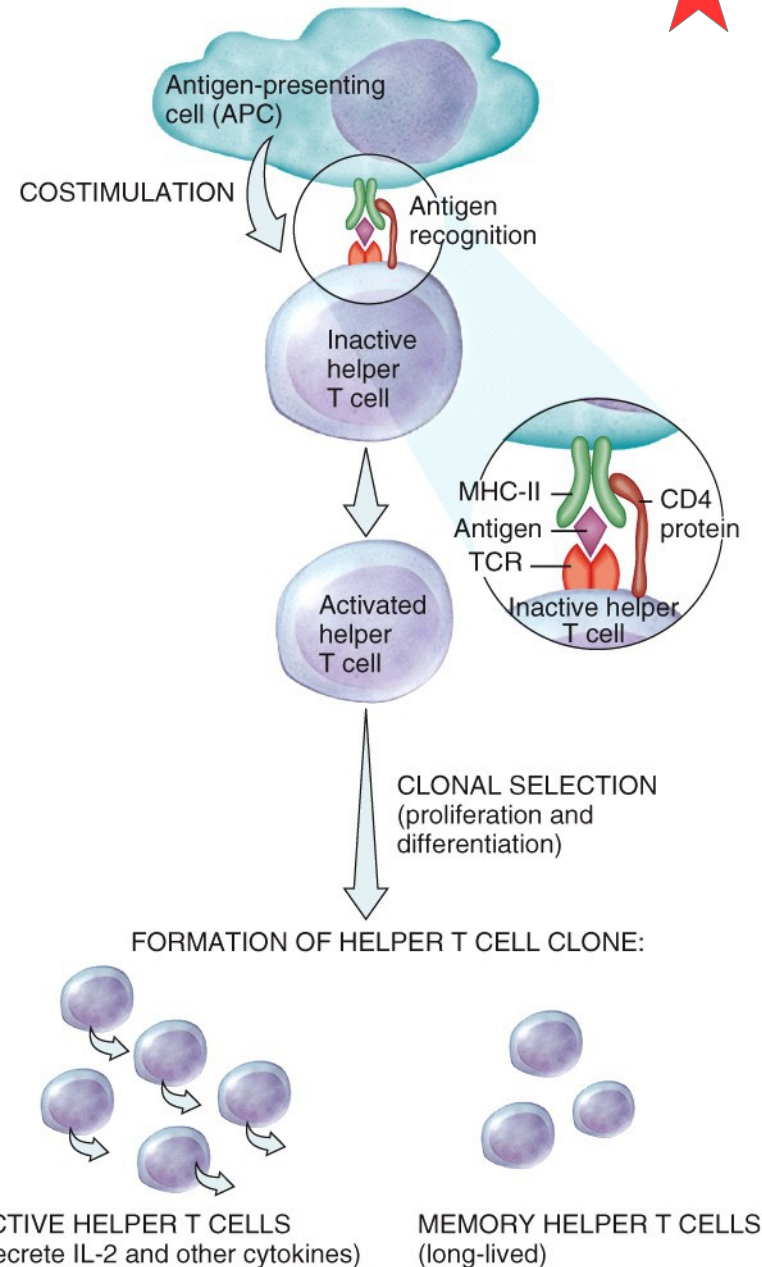 Antigen-presenting
cell (APC)
COSTIMULATION
Antigen
recognition
Inactive
helper
T cell
MHC-II
CD4
protein
Antigen
TCR
Inactive helper
T cell
Activated
helper
T cell
CLONAL SELECTION
(proliferation and
differentiation)
FORMATION OF HELPER T CELL CLONE:
CTIVE HELPER T CELLS
ecrete IL-2 and other cytokines)
MEMORY HELPER T CELLS
(long-lived)